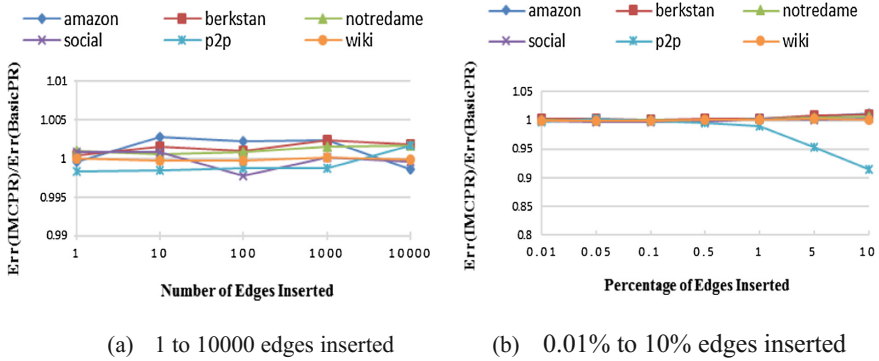 amazon berkstan notredame
social p2p wiki
Err(IMCPR)/Err(BasicPR)
1.01
1.005
1
0.995
0.99
1 10 100 1000 10000
Number of Edges Inserted
(a) 1 to 10000 edges inserted
amazon berkstan notredame
social p2p wiki
Err(IMCPR)/Err(BasicPR)
1.05
1
0.95
0.9
0.85
0.8
0.01 0.05 0.1 0.5 1 5 10
Percentage of Edges Inserted
(b) 0.01% to 10% edges inserted